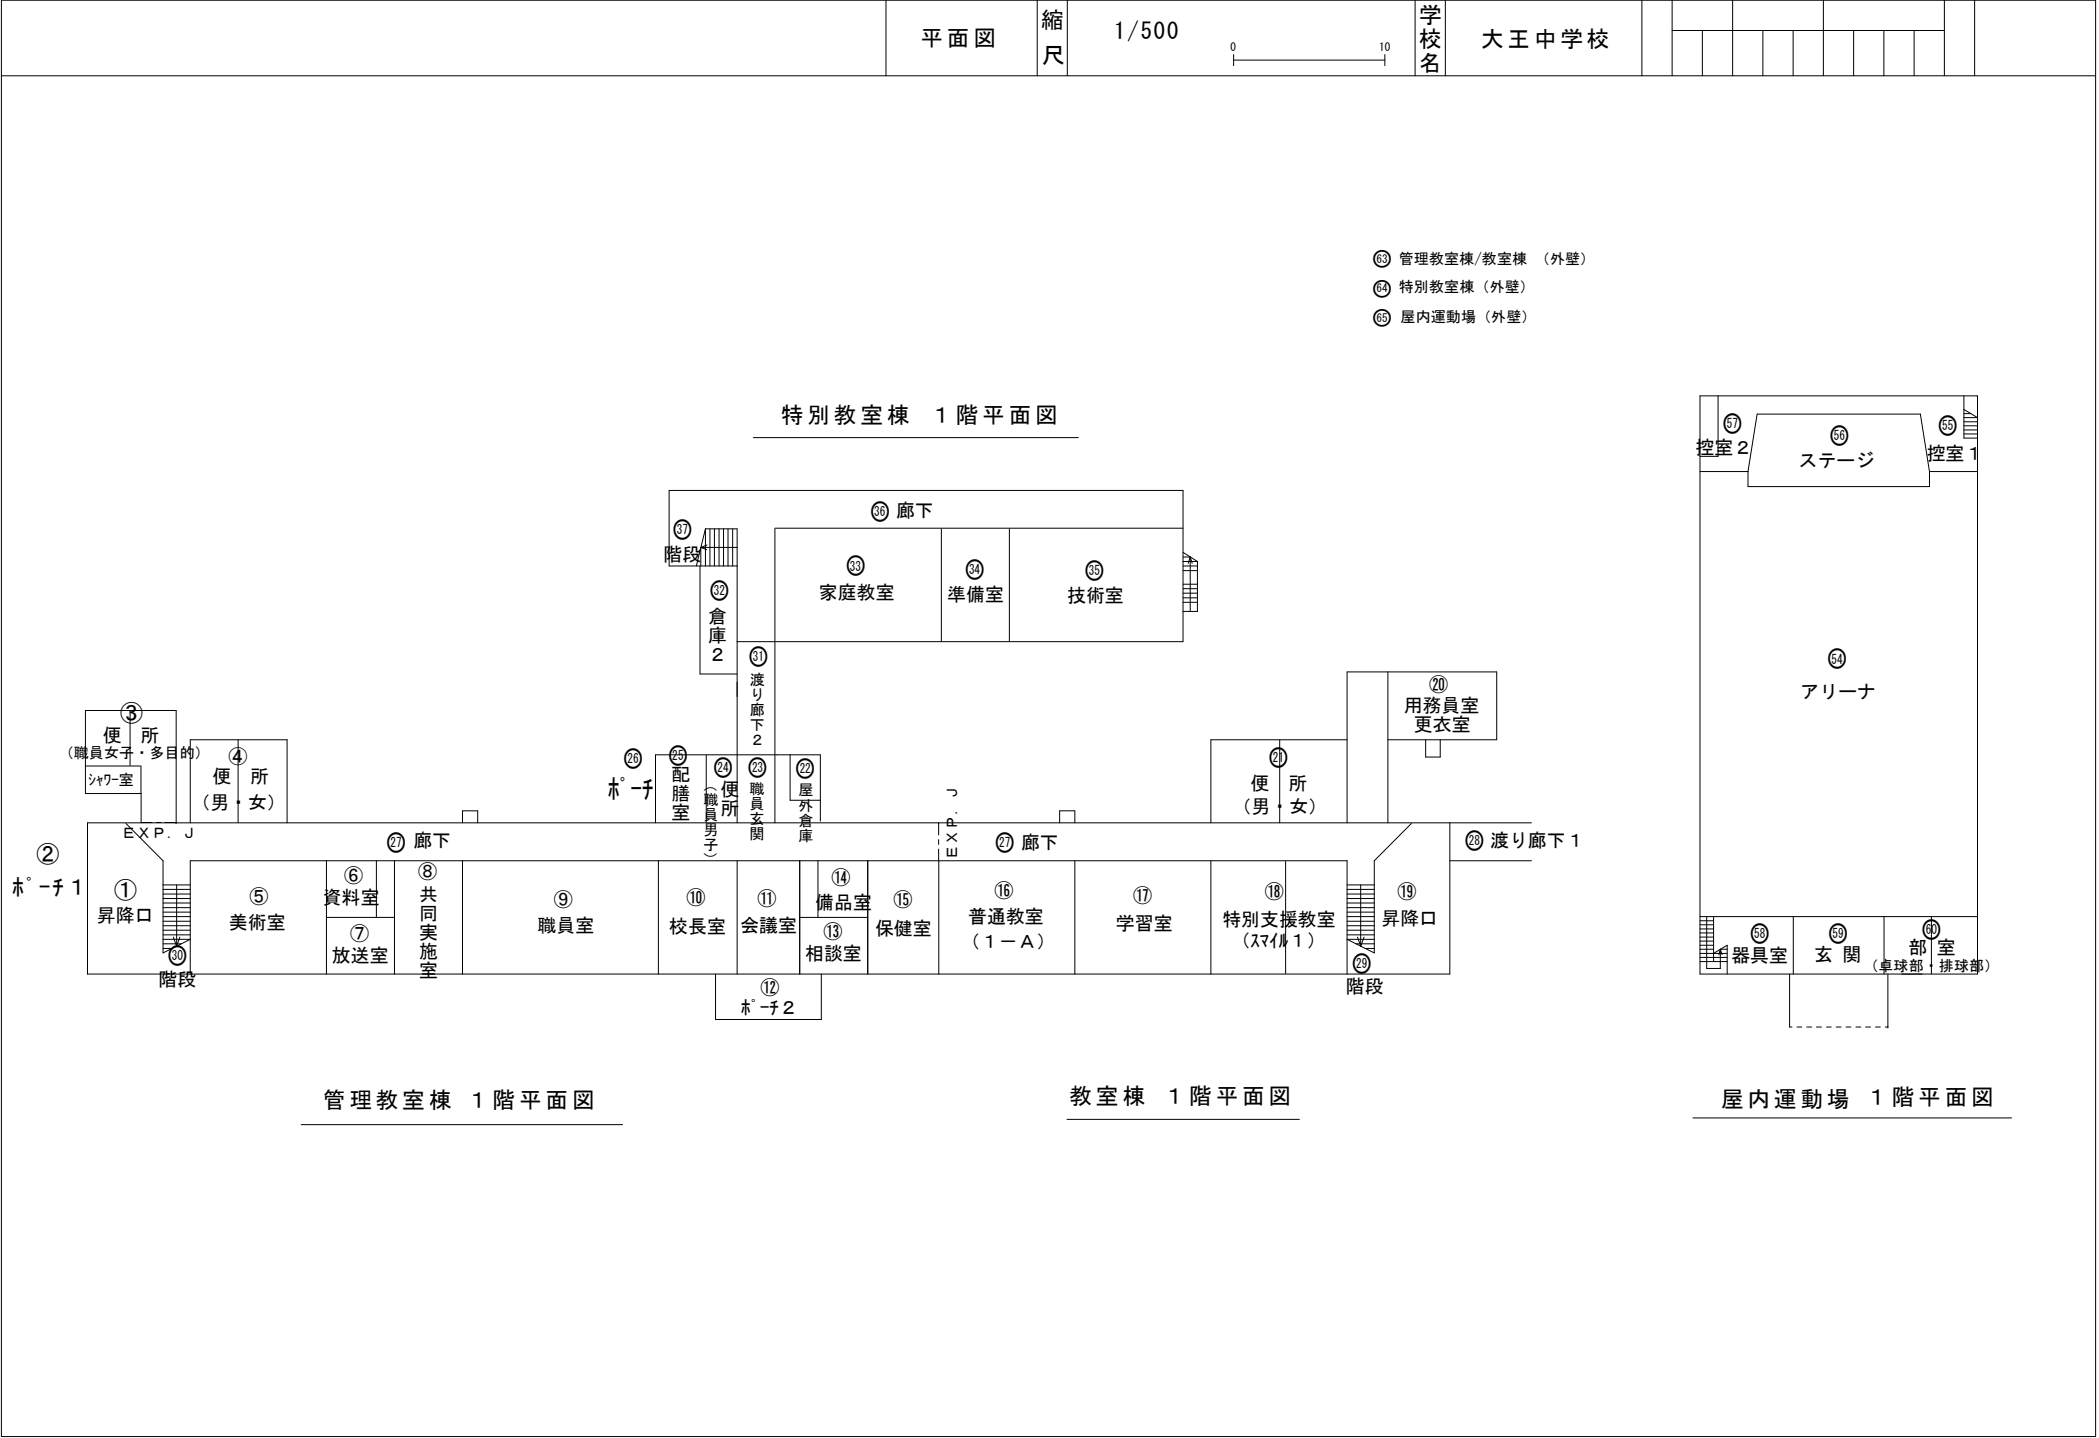 平面図
縮尺
1/500
0 10
学校名
大王中学校
㊿+13 管理教室棟/教室棟 （外壁）
㊿+14 特別教室棟（外壁）
㊿+15 屋内運動場（外壁）
特別教室棟 １階平面図
㊱ 廊下
㊲
階段
㉝
家庭教室
㉞
準備室
㉟
技術室
㉜
倉庫２
㉛
渡り廊下２
③
便 所
（職員女子・多目的）
ｼｬﾜｰ室
④
便 所
（男・女）
㉖
ﾎﾟｰﾁ
㉕
配膳室
㉔
便所
（職員男子）
㉓
職員玄関
㉒
屋外倉庫
㉑
便 所
（男・女）
⑳
用務員室
更衣室
EXP. J
㉗ 廊下
EXP. J
㉗ 廊下
㉘ 渡り廊下１
②
ﾎﾟｰﾁ１
①
昇降口
㉚
階段
⑤
美術室
⑥
資料室
⑦
放送室
⑧
共同実施室
⑨
職員室
⑩
校長室
⑪
会議室
⑫
ﾎﾟｰﾁ２
⑭
備品室
⑬
相談室
⑮
保健室
⑯
普通教室
（１－Ａ）
⑰
学習室
⑱
特別支援教室
（ｽﾏｲﾙ１）
㉙
階段
⑲
昇降口
管理教室棟 １階平面図
教室棟 １階平面図
57
控室２
56
ステージ
55
控室１
54
アリーナ
58
器具室
59
玄 関
60
部 室
（卓球部・排球部）
屋内運動場 １階平面図